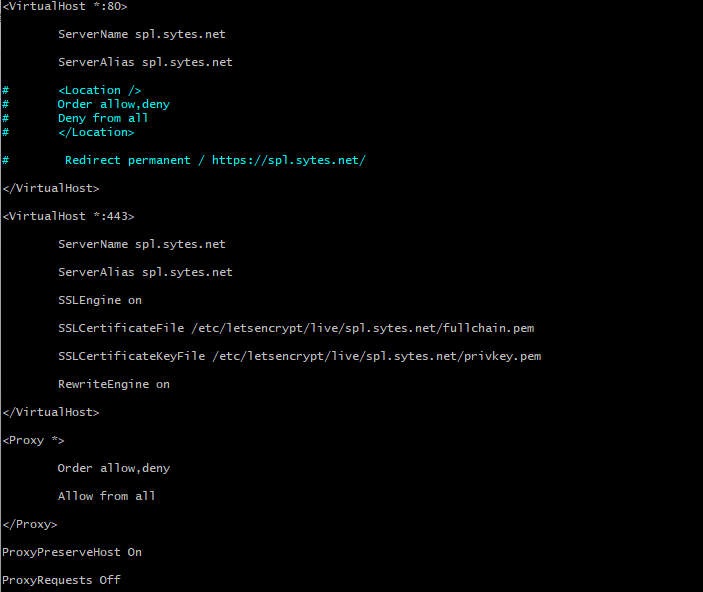 <VirtualHost *:80>
ServerName spl.sytes.net
ServerAlias spl.sytes.net
# <Location />
# Order allow,deny
# Deny from all
# </Location>
# Redirect permanent / https://spl.sytes.net/
</VirtualHost>
<VirtualHost *:443>
ServerName spl.sytes.net
ServerAlias spl.sytes.net
SSLEngine on
SSLCertificateFile /etc/letsencrypt/live/spl.sytes.net/fullchain.pem
SSLCertificateKeyFile /etc/letsencrypt/live/spl.sytes.net/privkey.pem
RewriteEngine on
</VirtualHost>
<Proxy *>
Order allow,deny
Allow from all
</Proxy>
ProxyPreserveHost On
ProxyRequests Off